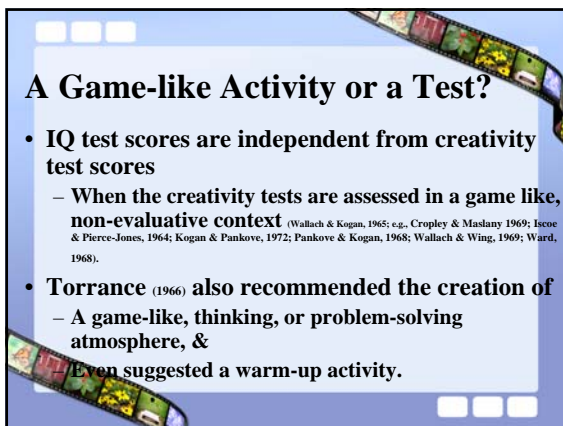 A Game-like Activity or a Test?
• IQ test scores are independent from creativity
test scores
– When the creativity tests are assessed in a game like,
non-evaluative context (Wallach & Kogan, 1965; e.g., Cropley & Maslany 1969; Iscoe
& Pierce-Jones, 1964; Kogan & Pankove, 1972; Pankove & Kogan, 1968; Wallach & Wing, 1969; Ward,
1968).
• Torrance (1966) also recommended the creation of
– A game-like, thinking, or problem-solving
atmosphere, &
– Even suggested a warm-up activity.